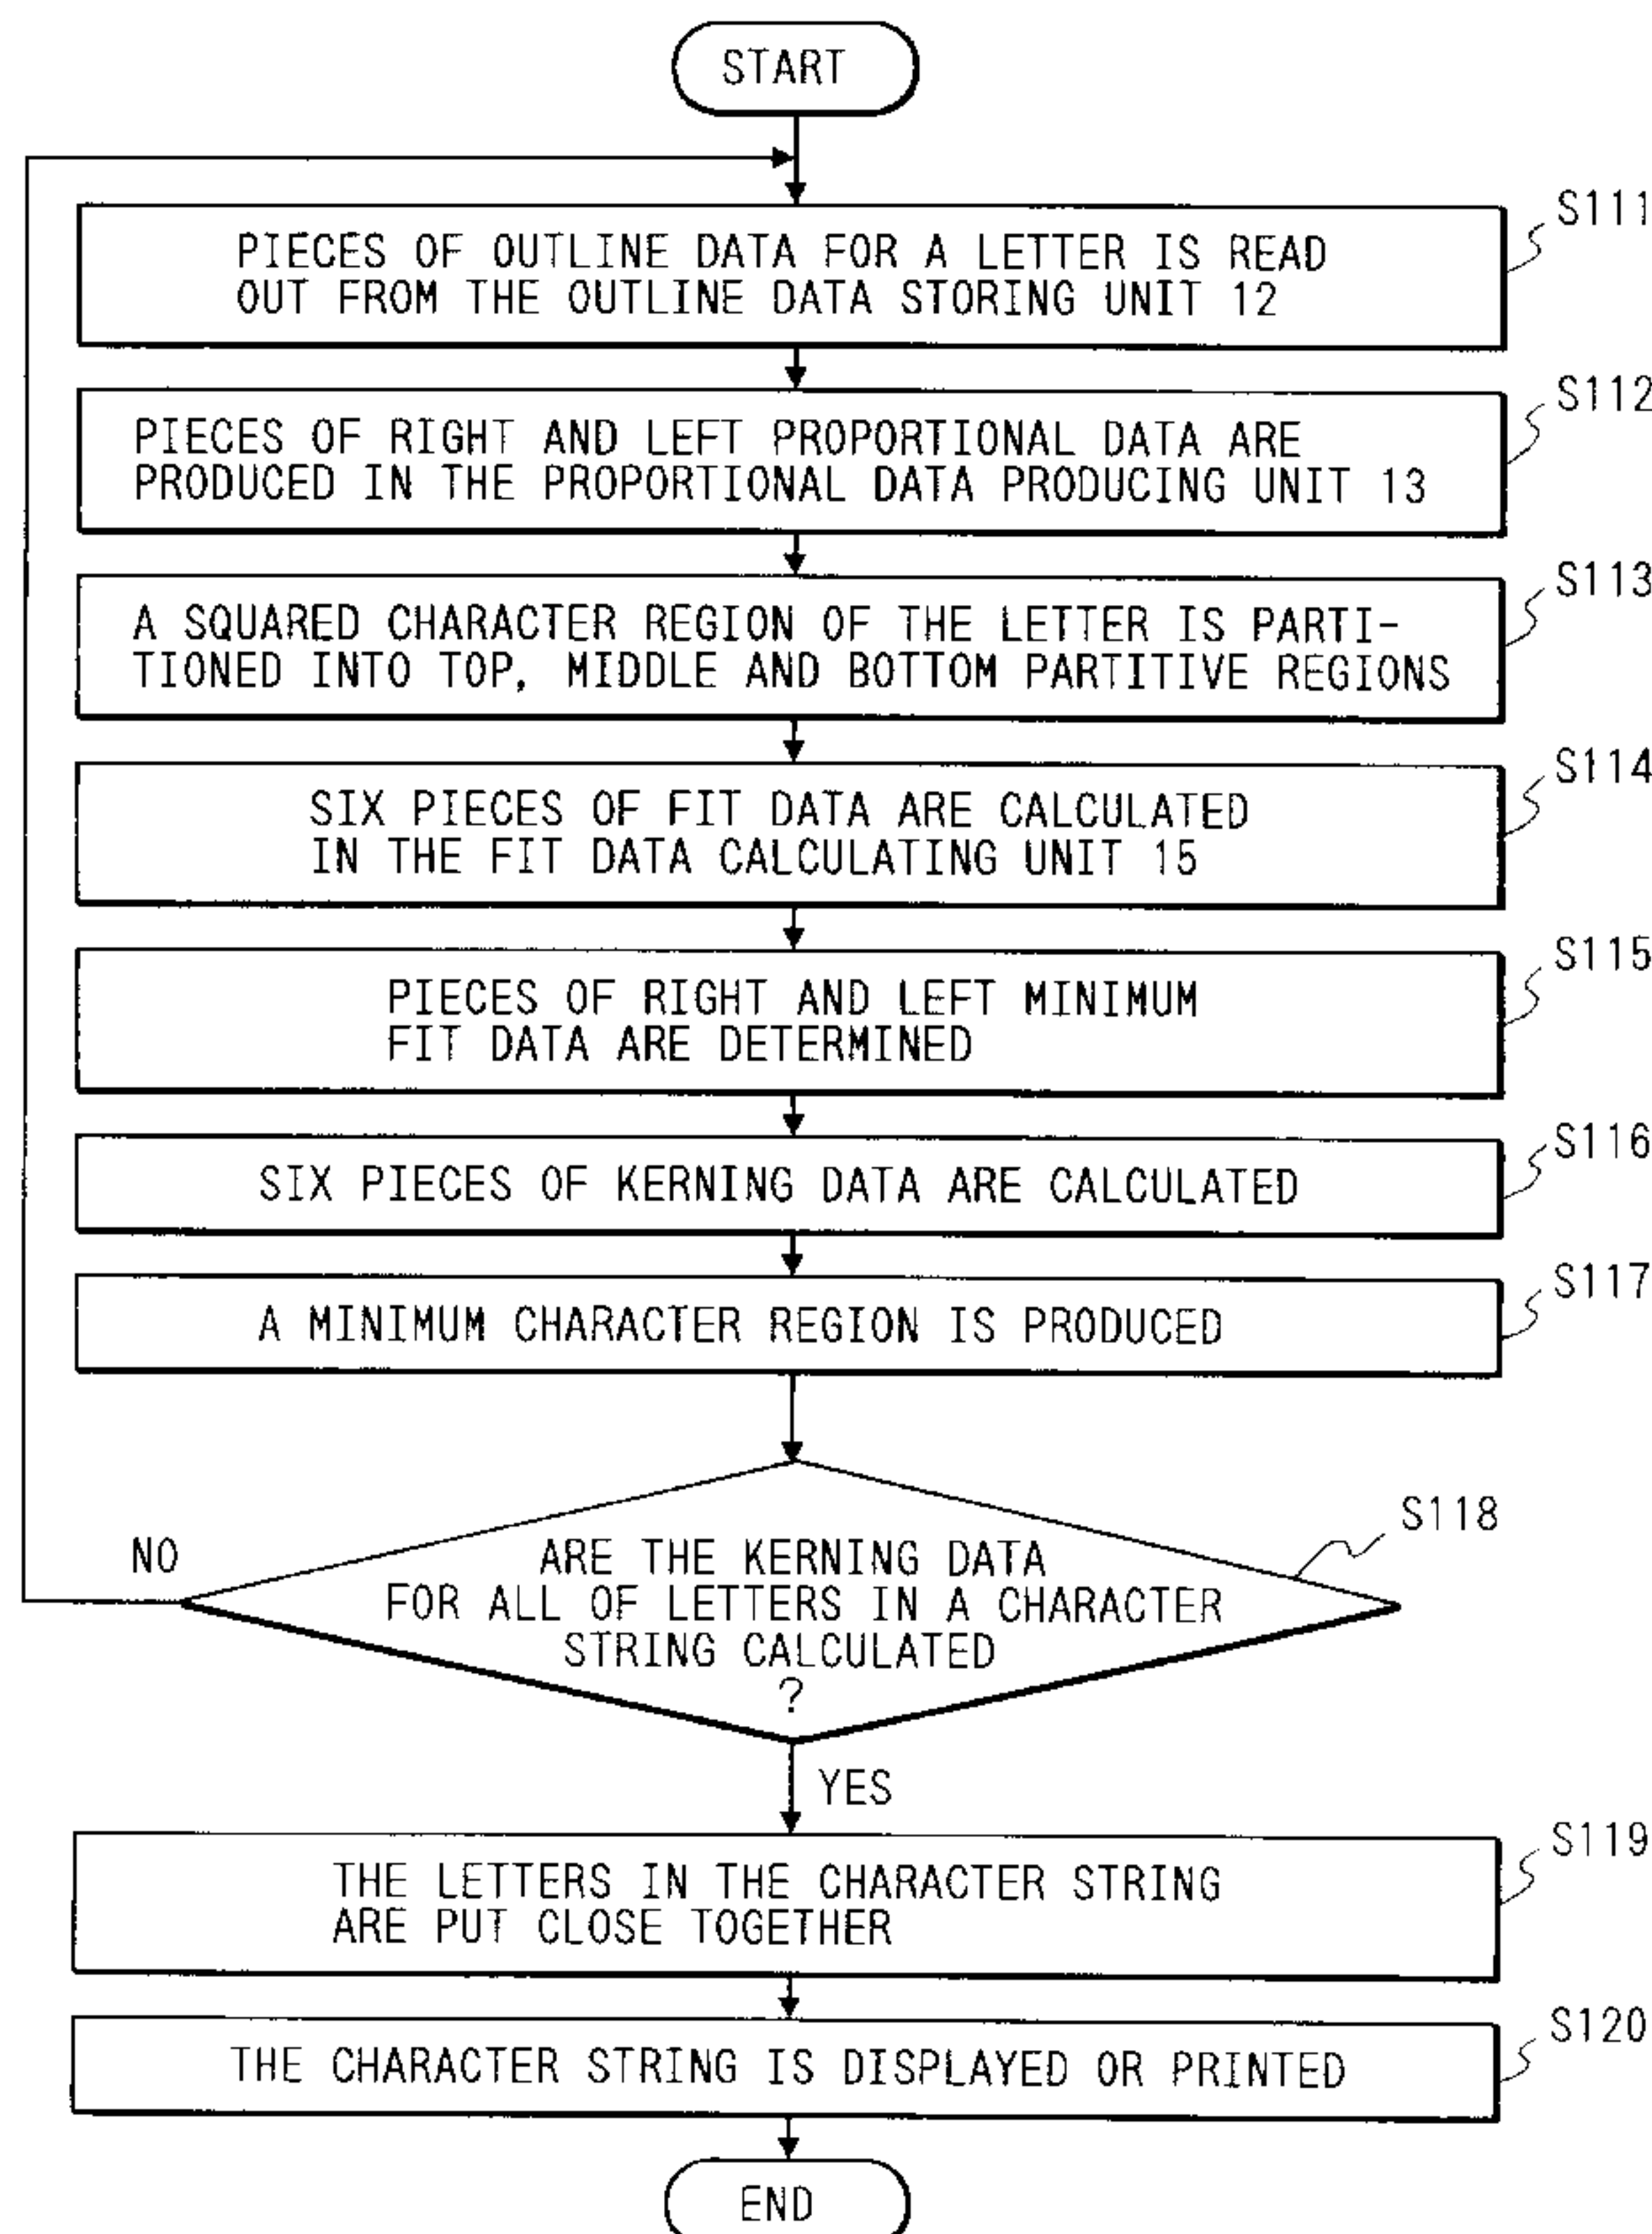 START
S111
PIECES OF OUTLINE DATA FOR A LETTER IS READ
OUT FROM THE OUTLINE DATA STORING UNIT 12
S112
PIECES OF RIGHT AND LEFT PROPORTIONAL DATA ARE
PRODUCED IN THE PROPORTIONAL DATA PRODUCING UNIT 13
S113
A SQUARED CHARACTER REGION OF THE LETTER IS PARTI-
TIONED INTO TOP, MIDDLE AND BOTTOM PARTITIVE REGIONS
S114
SIX PIECES OF FIT DATA ARE CALCULATED
IN THE FIT DATA CALCULATING UNIT 15
S115
PIECES OF RIGHT AND LEFT MINIMUM
FIT DATA ARE DETERMINED
S116
SIX PIECES OF KERNING DATA ARE CALCULATED
S117
A MINIMUM CHARACTER REGION IS PRODUCED
S118
NO
ARE THE KERNING DATA
FOR ALL OF LETTERS IN A CHARACTER
STRING CALCULATED
?
YES
S119
THE LETTERS IN THE CHARACTER STRING
ARE PUT CLOSE TOGETHER
S120
THE CHARACTER STRING IS DISPLAYED OR PRINTED
END